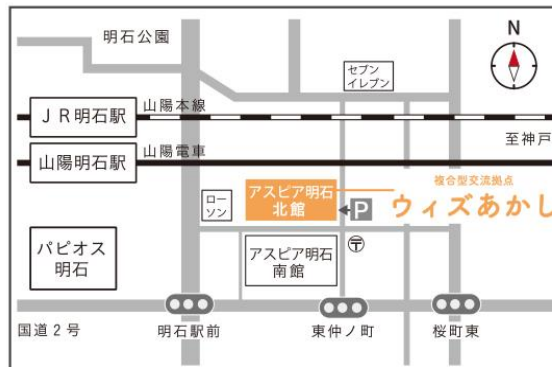 明石公園
N
セブン
イレブン
山陽本線
JR明石駅
至神戸
山陽電車
山陽明石駅
複合型交流拠点
ウィズあかし
アスピア明石
北館
P
ロー
ソン
〒
パピオス
明石
アスピア明石
南館
国道2号
明石駅前
東仲ノ町
桜町東